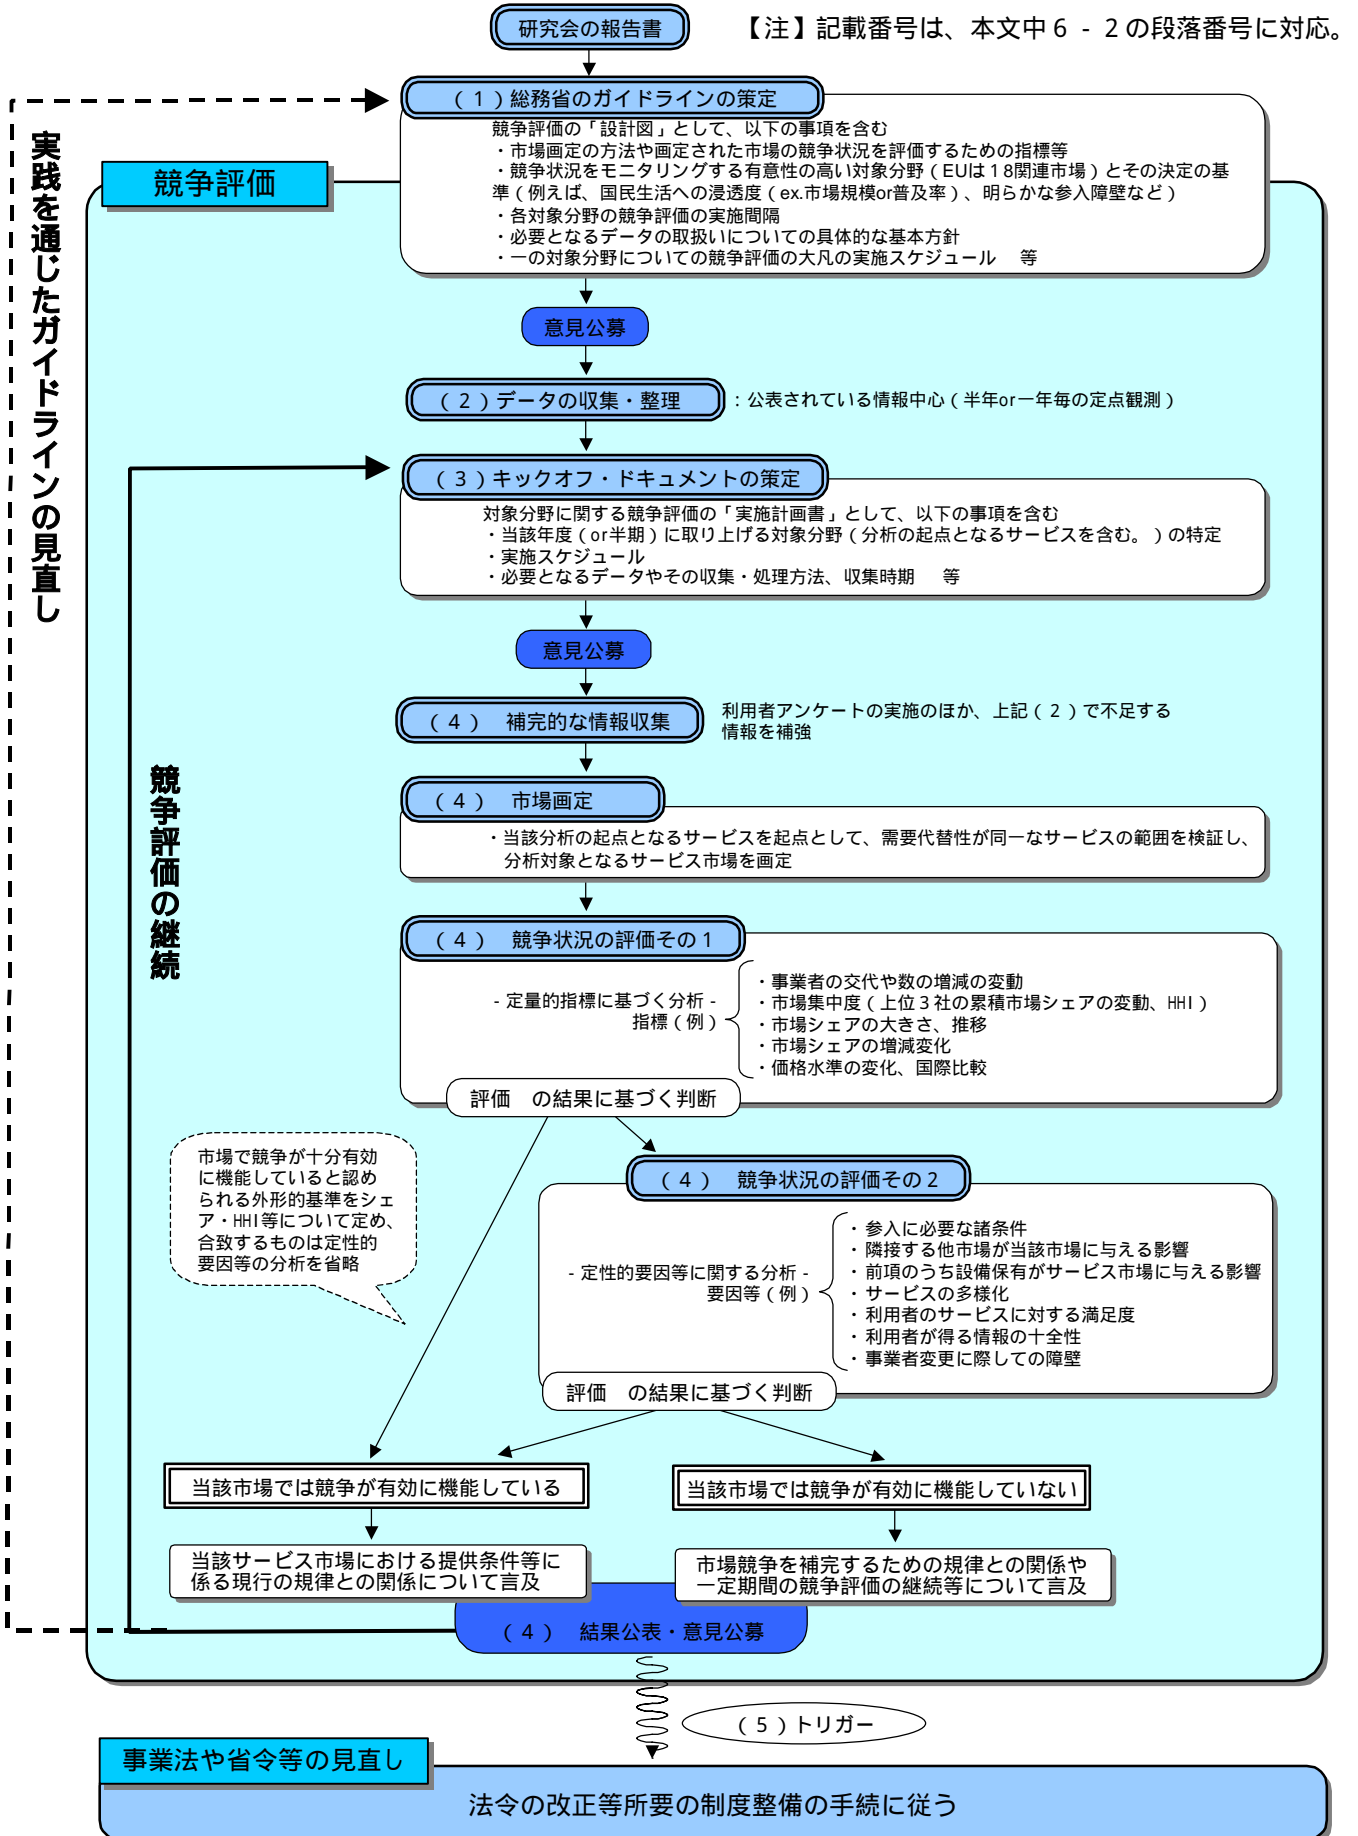 研究会の報告書
【注】記載番号は、本文中６‐２の段落番号に対応。
（１）総務省のガイドラインの策定
競争評価の「設計図」として、以下の事項を含む
・市場画定の方法や画定された市場の競争状況を評価するための指標等
・競争状況をモニタリングする有意性の高い対象分野（EUは１８関連市場）とその決定の基
準（例えば、国民生活への浸透度（ex.市場規模or普及率）、明らかな参入障壁など）
・各対象分野の競争評価の実施間隔
・必要となるデータの取扱いについての具体的な基本方針
・一の対象分野についての競争評価の大凡の実施スケジュール　等
競争評価
実践を通じたガイドラインの見直し
意見公募
（２）データの収集・整理
：公表されている情報中心（半年or一年毎の定点観測）
（３）キックオフ・ドキュメントの策定
対象分野に関する競争評価の「実施計画書」として、以下の事項を含む
・当該年度（or半期）に取り上げる対象分野（分析の起点となるサービスを含む。）の特定
・実施スケジュール
・必要となるデータやその収集・処理方法、収集時期　等
意見公募
（４）　補完的な情報収集
利用者アンケートの実施のほか、上記（２）で不足する
情報を補強
競争評価の継続
（４）　市場画定
・当該分析の起点となるサービスを起点として、需要代替性が同一なサービスの範囲を検証し、
分析対象となるサービス市場を画定
（４）　競争状況の評価その１
‐定量的指標に基づく分析‐
指標（例）
・事業者の交代や数の増減の変動
・市場集中度（上位３社の累積市場シェアの変動、HHI）
・市場シェアの大きさ、推移
・市場シェアの増減変化
・価格水準の変化、国際比較
評価　の結果に基づく判断
市場で競争が十分有効
に機能していると認め
られる外形的基準をシェ
ア・HHI等について定め、
合致するものは定性的
要因等の分析を省略
（４）　競争状況の評価その２
‐定性的要因等に関する分析‐
要因等（例）
・参入に必要な諸条件
・隣接する他市場が当該市場に与える影響
・前項のうち設備保有がサービス市場に与える影響
・サービスの多様化
・利用者のサービスに対する満足度
・利用者が得る情報の十全性
・事業者変更に際しての障壁
評価　の結果に基づく判断
当該市場では競争が有効に機能している
当該市場では競争が有効に機能していない
当該サービス市場における提供条件等に
係る現行の規律との関係について言及
市場競争を補完するための規律との関係や
一定期間の競争評価の継続等について言及
（４）　結果公表・意見公募
（５）トリガー
事業法や省令等の見直し
法令の改正等所要の制度整備の手続に従う